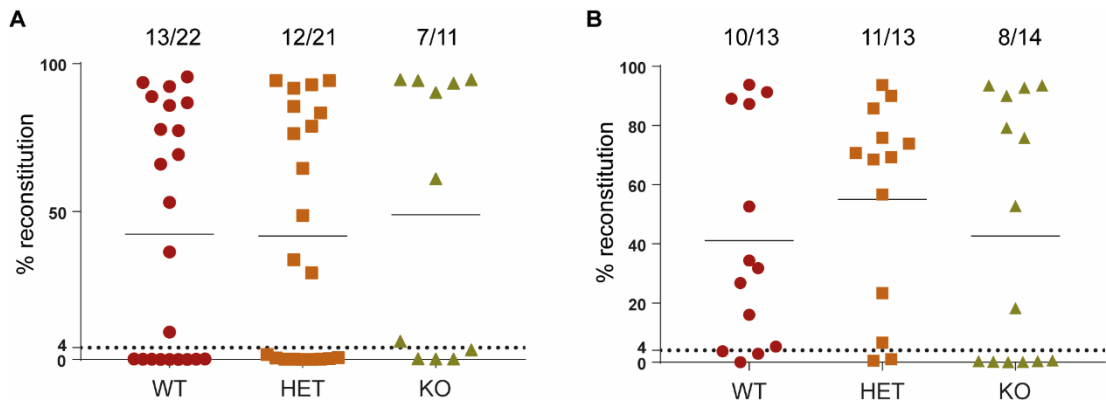 A
13/22 12/21 7/11
100
50
4
0
% reconstitution
WT HET KO
B
10/13 11/13 8/14
100
80
60
40
20
4
0
% reconstitution
WT HET KO